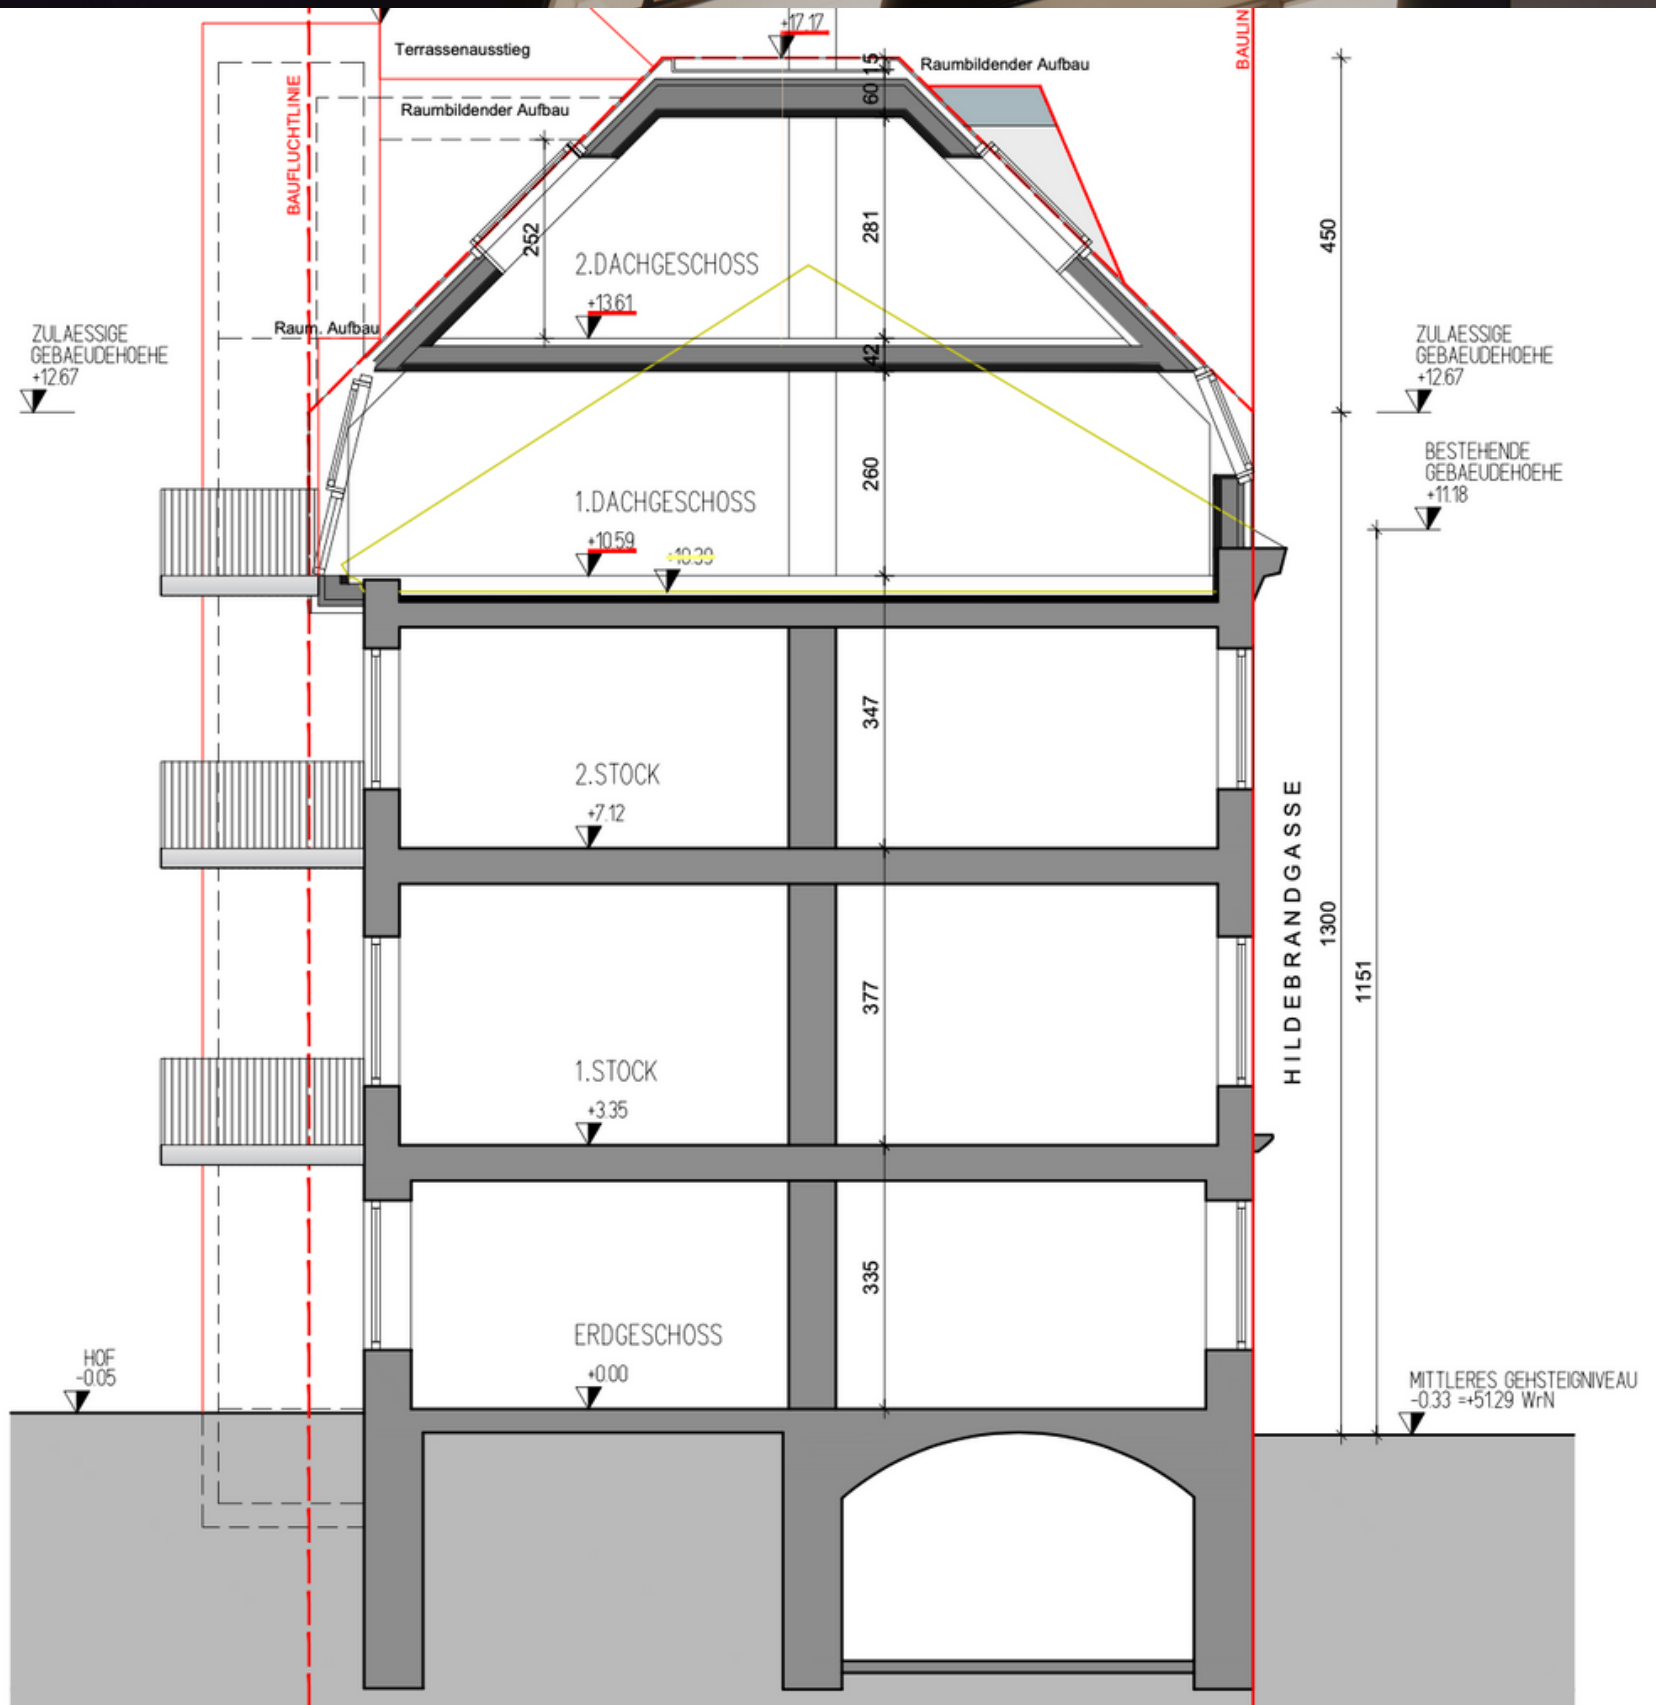 +17.17
BAULIN
Terrassenausstieg
15
Raumbildender Aufbau
60
Raumbildender Aufbau
BAUFLUCHTLINIE
252
281
450
2.DACHGESCHOSS
+13.61
Raum. Aufbau
ZULAESSIGE
GEBAEUDEHOEHE
+12.67
42
ZULAESSIGE
GEBAEUDEHOEHE
+12.67
260
BESTEHENDE
GEBAEUDEHOEHE
+11.18
1.DACHGESCHOSS
+10.59
+10.39
347
2.STOCK
+7.12
HILDEBRANDGASSE
1300
1151
377
1.STOCK
+3.35
335
ERDGESCHOSS
+0.00
HOF
-0.05
MITTLERES GEHSTEIGNIVEAU
-0.33 =+51.29 WrN